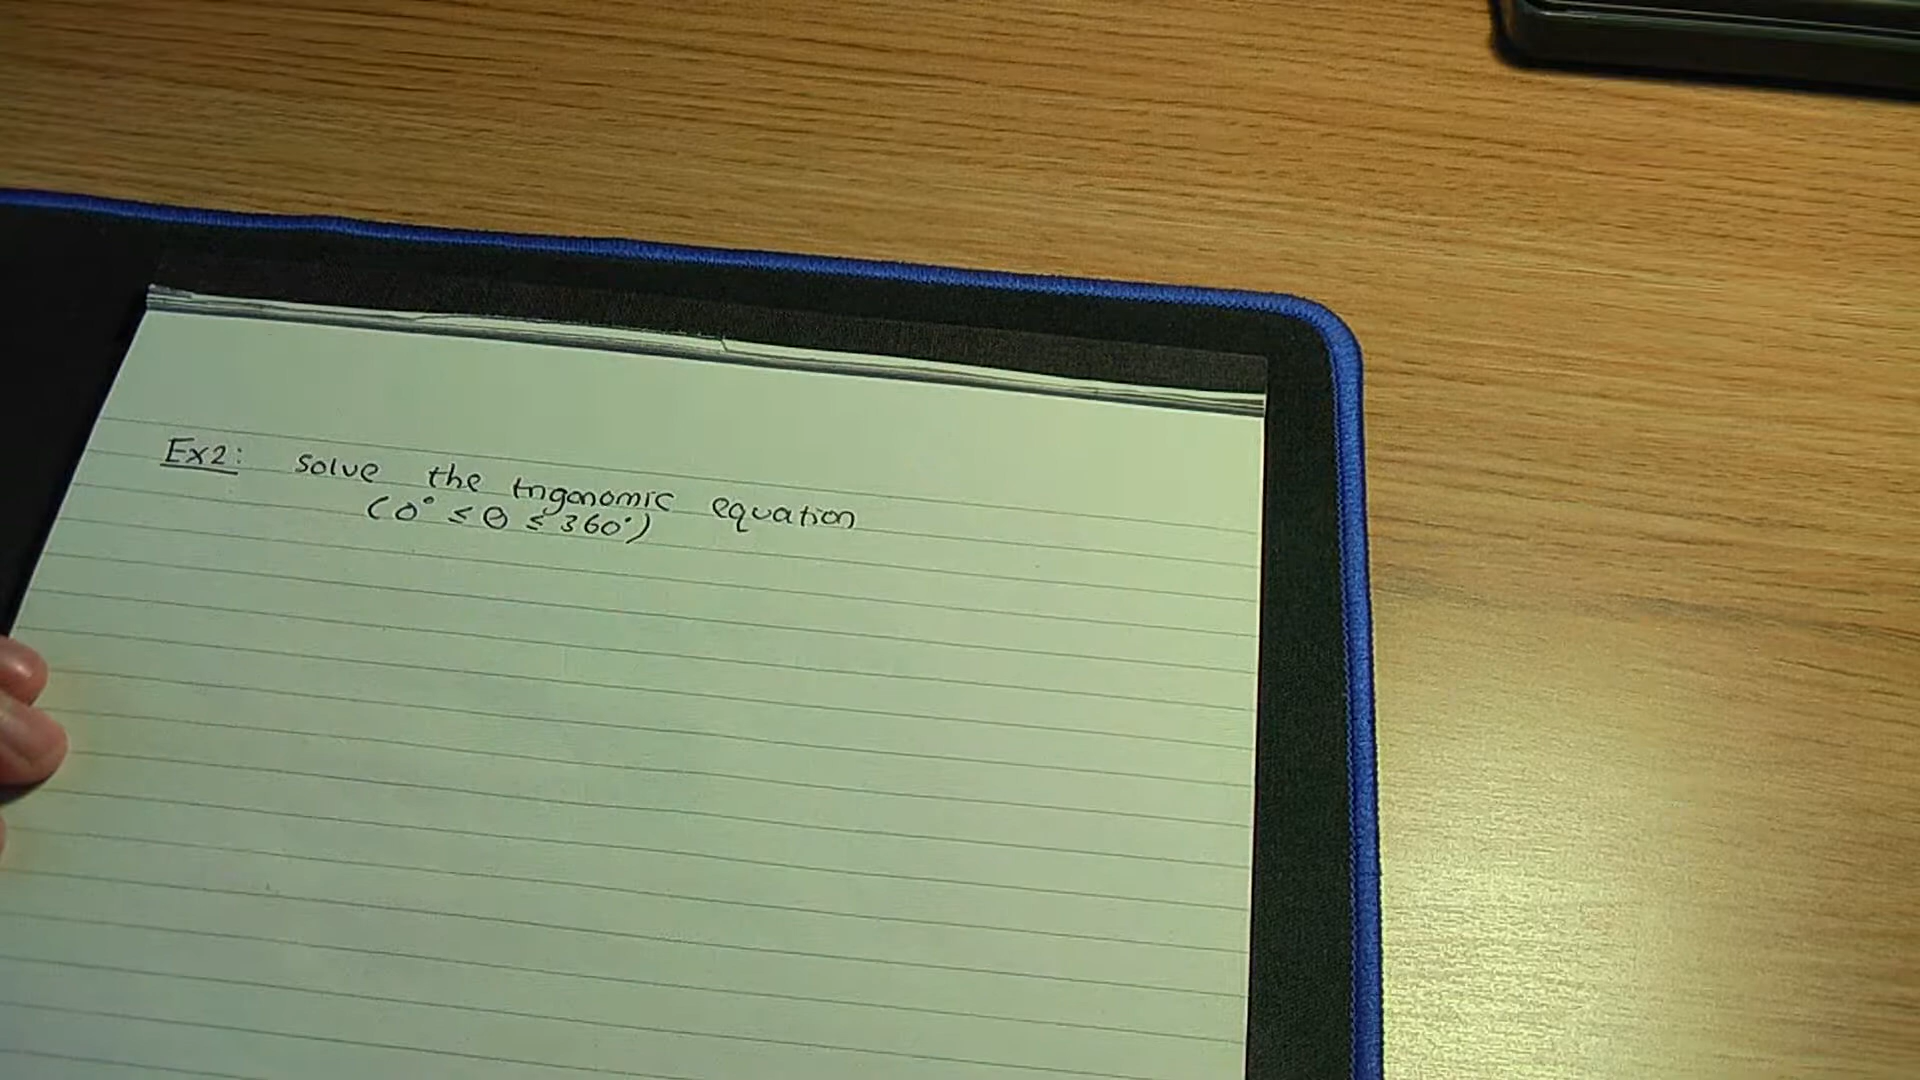 Ex2: solve the trigonomic equation
(0° ≤ θ ≤ 360°)